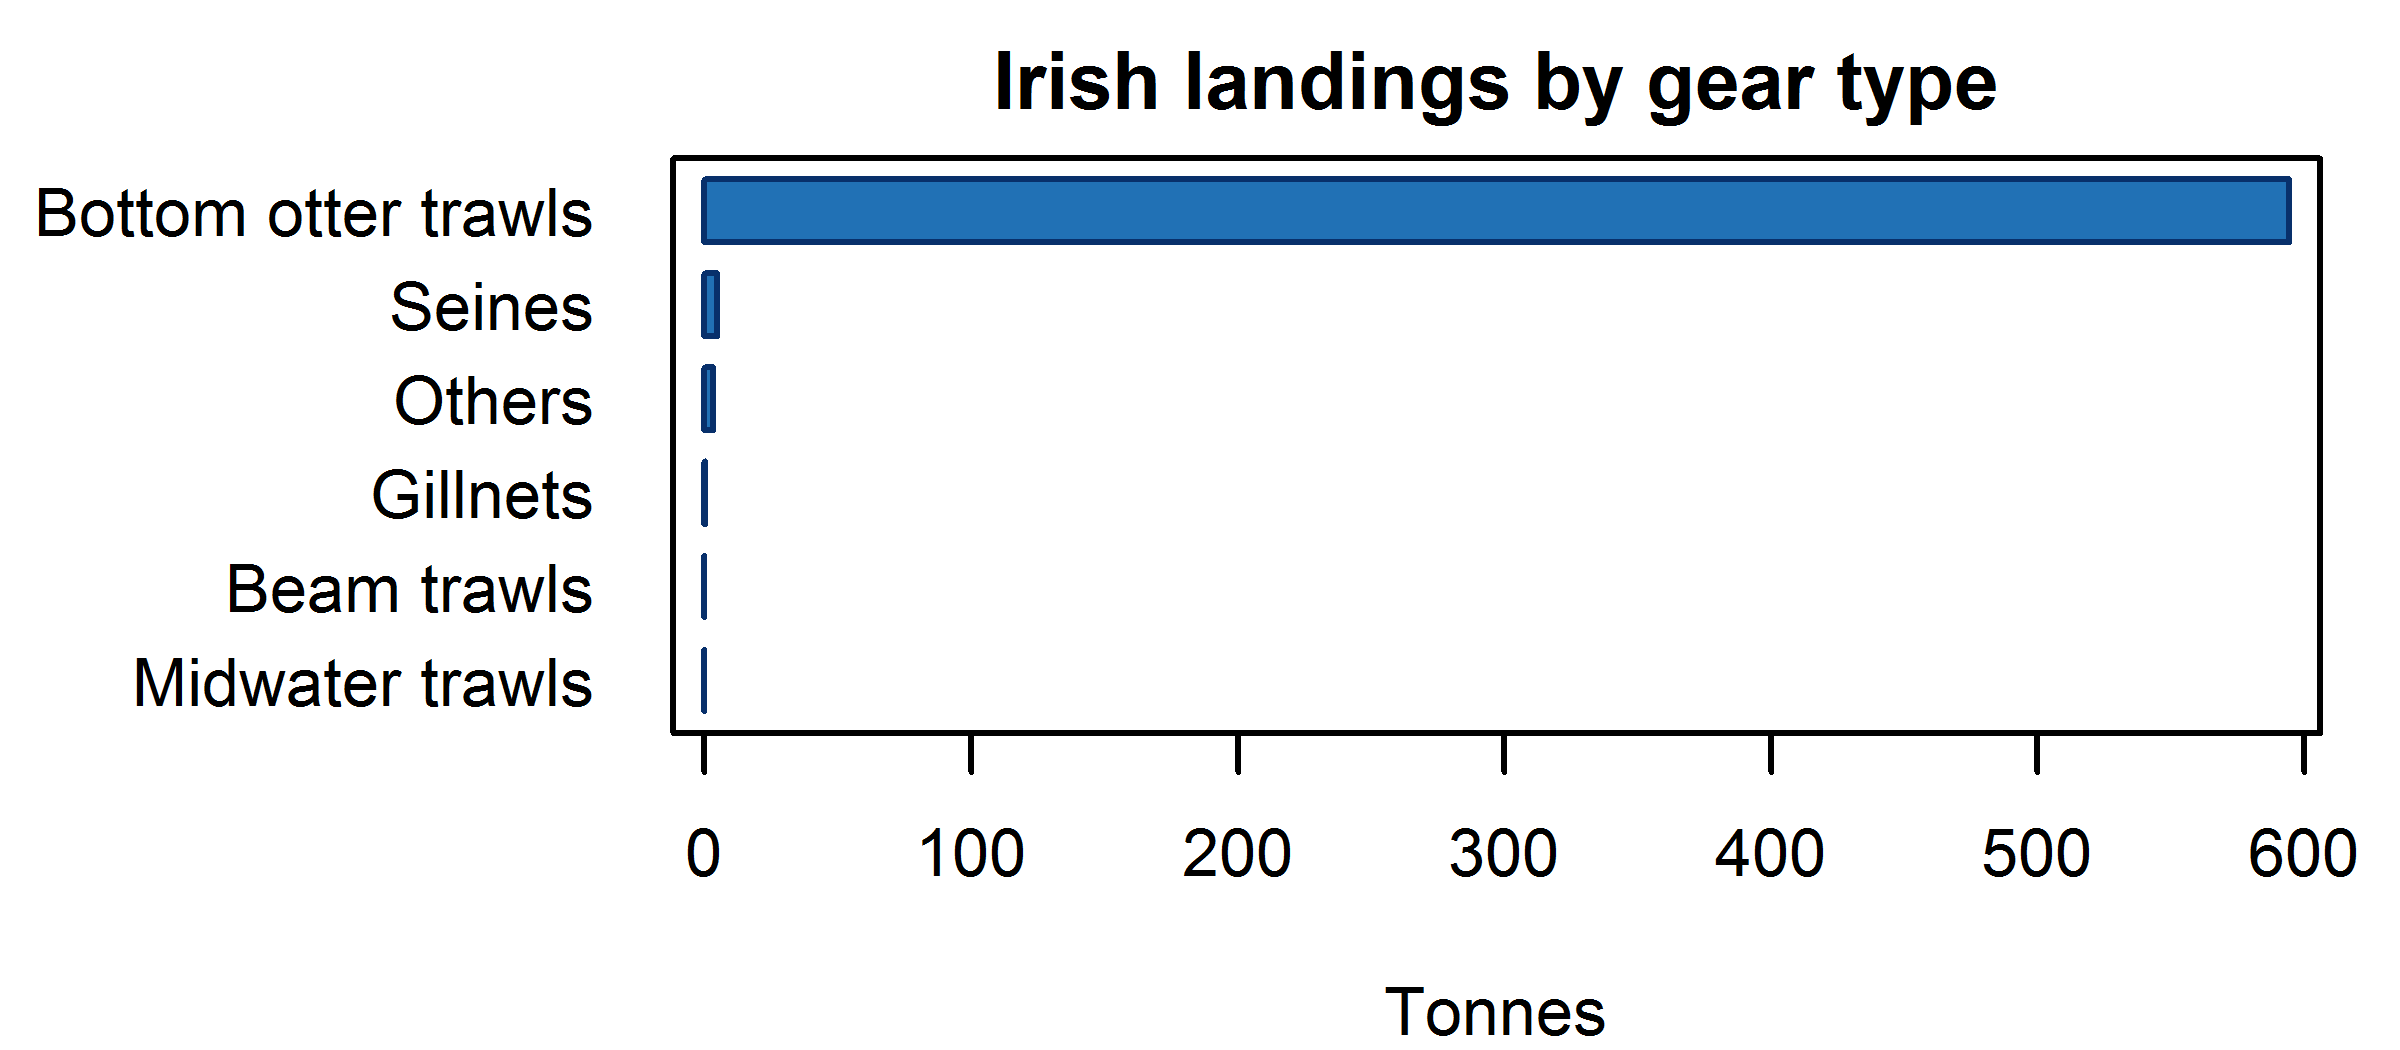 Irish landings by gear type
Bottom otter trawls
Seines
Others
Gillnets
Beam trawls
Midwater trawls
0 100 200 300 400 500 600
Tonnes